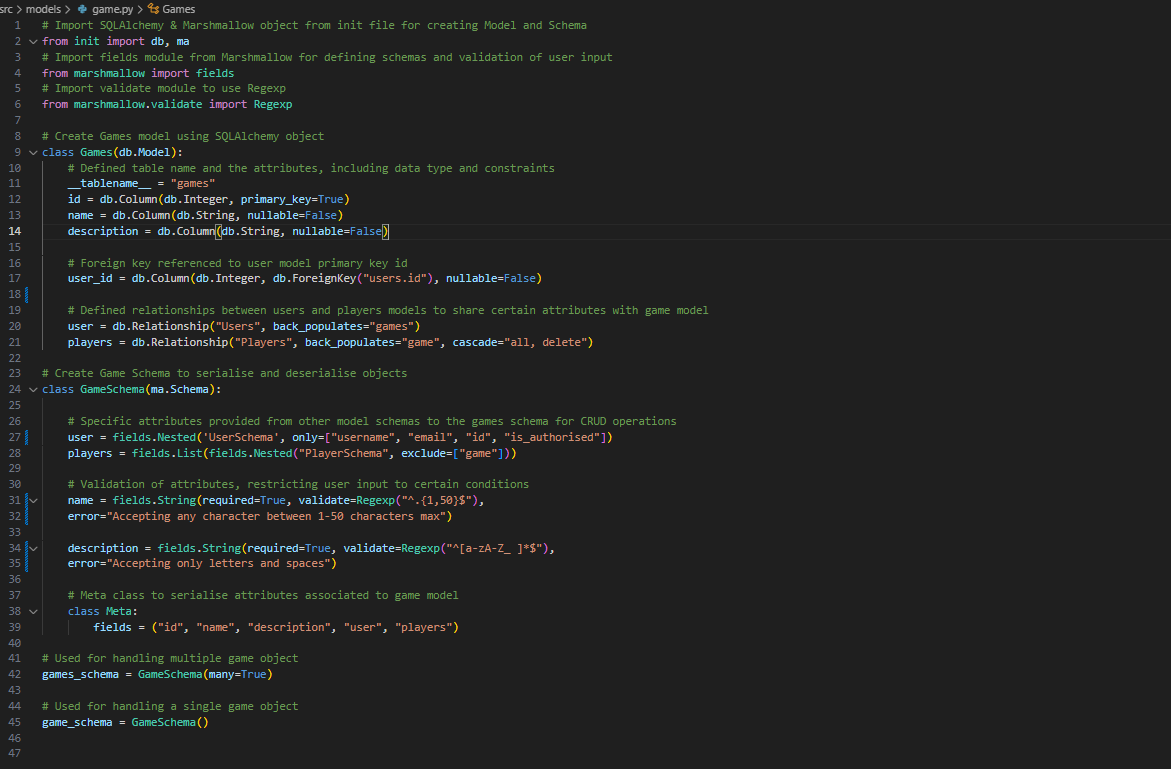 src > models > game.py > Games
1 # Import SQLAlchemy & Marshmallow object from init file for creating Model and Schema
2 from init import db, ma
3 # Import fields module from Marshmallow for defining schemas and validation of user input
4 from marshmallow import fields
5 # Import validate module to use Regexp
6 from marshmallow.validate import Regexp
7
8 # Create Games model using SQLAlchemy object
9 class Games(db.Model):
10     # Defined table name and the attributes, including data type and constraints
11     __tablename__ = "games"
12     id = db.Column(db.Integer, primary_key=True)
13     name = db.Column(db.String, nullable=False)
14     description = db.Column(db.String, nullable=False)
15
16     # Foreign key referenced to user model primary key id
17     user_id = db.Column(db.Integer, db.ForeignKey("users.id"), nullable=False)
18
19     # Defined relationships between users and players models to share certain attributes with game model
20     user = db.Relationship("Users", back_populates="games")
21     players = db.Relationship("Players", back_populates="game", cascade="all, delete")
22
23 # Create Game Schema to serialise and deserialise objects
24 class GameSchema(ma.Schema):
25
26     # Specific attributes provided from other model schemas to the games schema for CRUD operations
27     user = fields.Nested('UserSchema', only=["username", "email", "id", "is_authorised"])
28     players = fields.List(fields.Nested("PlayerSchema", exclude=["game"]))
29
30     # Validation of attributes, restricting user input to certain conditions
31     name = fields.String(required=True, validate=Regexp("^.{1,50}$"),
32     error="Accepting any character between 1-50 characters max")
33
34     description = fields.String(required=True, validate=Regexp("^[a-zA-Z_ ]*$"),
35     error="Accepting only letters and spaces")
36
37     # Meta class to serialise attributes associated to game model
38     class Meta:
39         fields = ("id", "name", "description", "user", "players")
40
41 # Used for handling multiple game object
42 games_schema = GameSchema(many=True)
43
44 # Used for handling a single game object
45 game_schema = GameSchema()
46
47